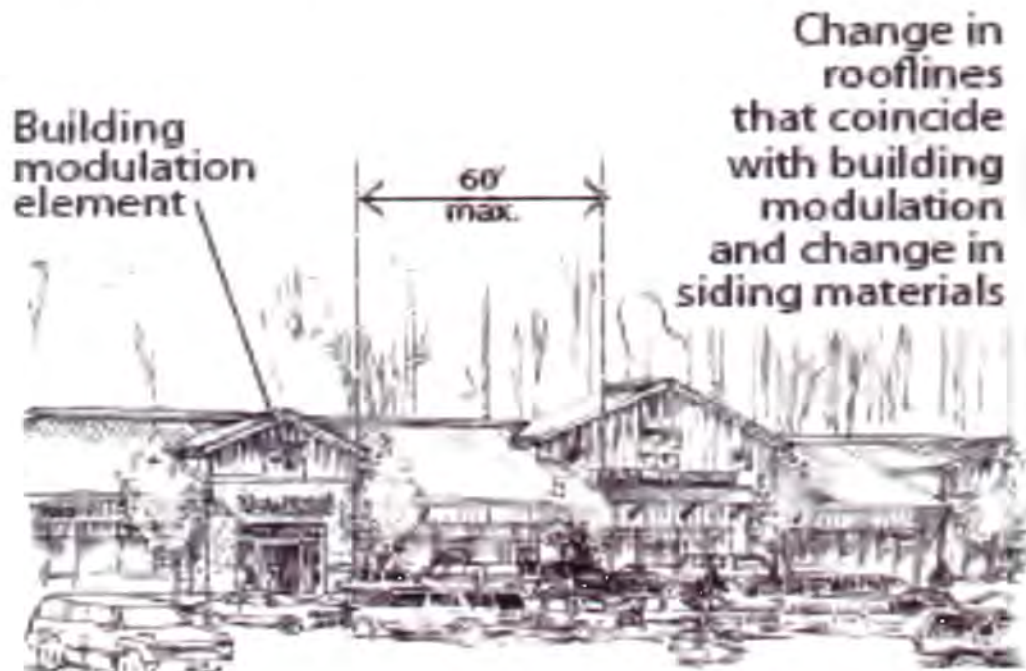 Building
modulation
element
60'
max.
Change in
rooflines
that coincide
with building
modulation
and change in
siding materials